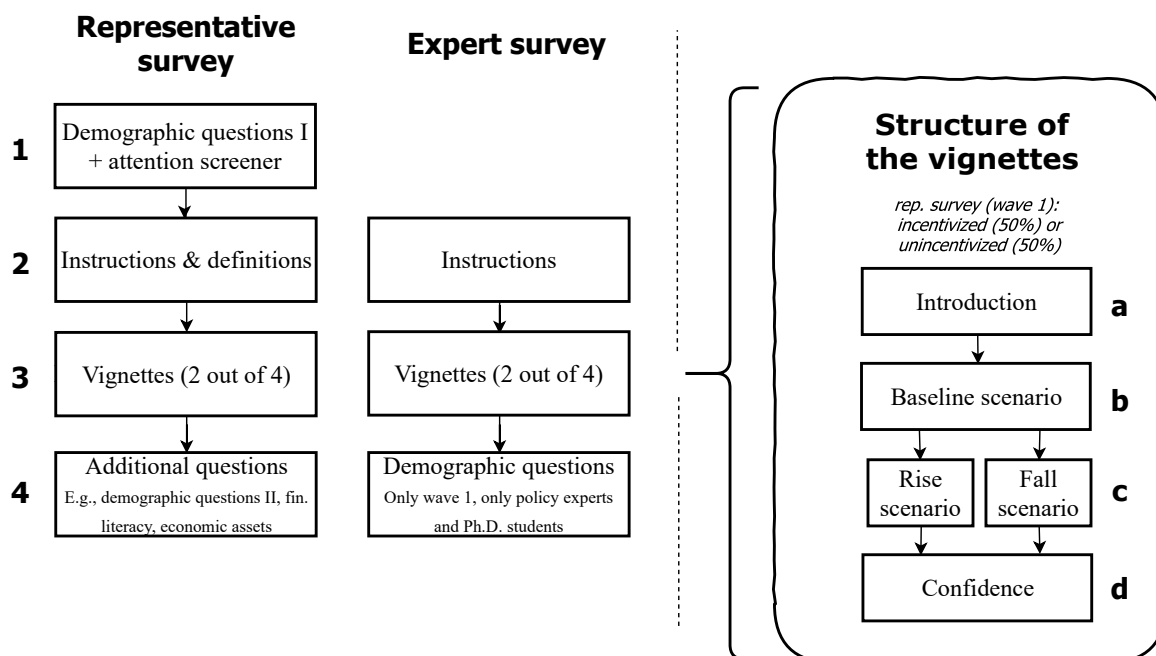 Representative
survey
Expert survey
1
Demographic questions I
+ attention screener
2
Instructions & definitions
Instructions
3
Vignettes (2 out of 4)
Vignettes (2 out of 4)
4
Additional questions
E.g., demographic questions II, fin.
literacy, economic assets
Demographic questions
Only wave 1, only policy experts
and Ph.D. students
Structure of
the vignettes
rep. survey (wave 1):
incentivized (50%) or
unincentivized (50%)
Introduction
a
Baseline scenario
b
Rise
scenario
Fall
scenario
c
Confidence
d